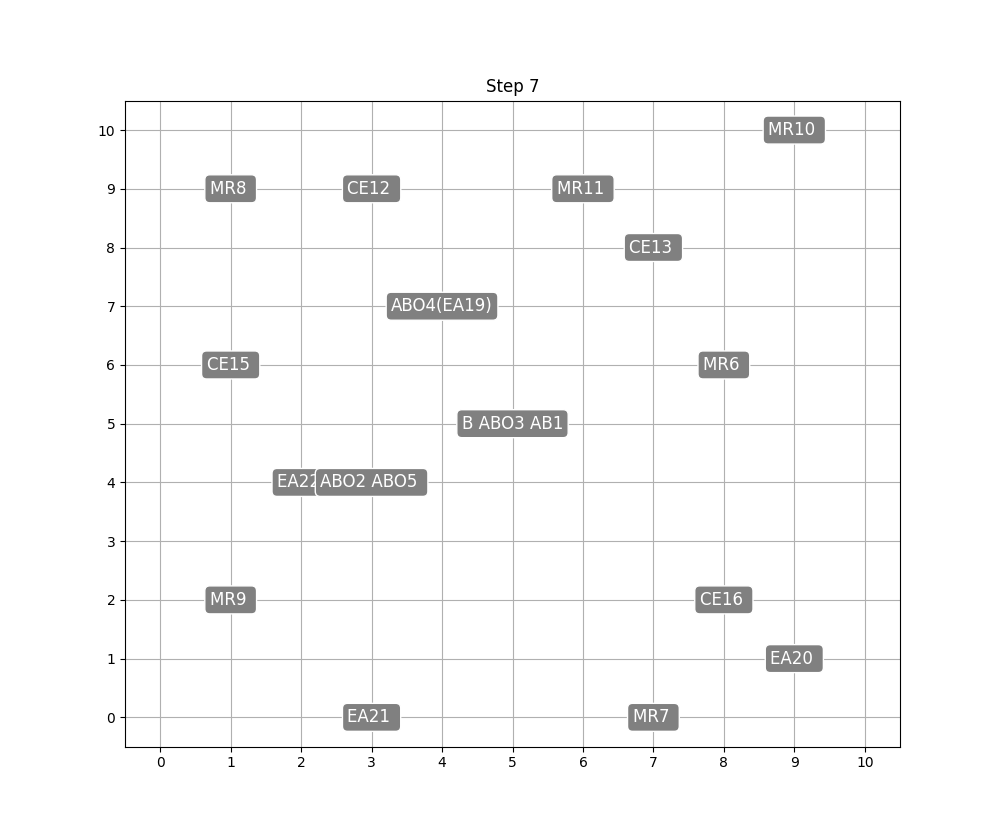 Step 7
10
MR10
9
MR8
CE12
MR11
8
CE13
7
ABO4(EA19)
6
CE15
MR6
5
B ABO3 AB1
4
EA22
ABO2 ABO5
3
2
MR9
CE16
1
EA20
0
EA21
MR7
0 1 2 3 4 5 6 7 8 9 10